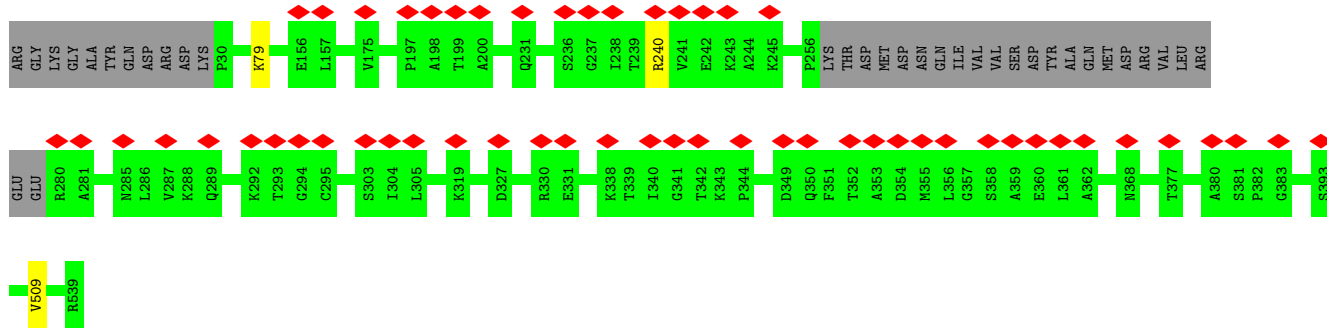 ARG GLY LYS GLY ALA TYR GLN ASP ARG ASP LYS P30 K79 E156 L157 V175 P197 A198 T199 A200 Q231 S236 G237 I238 T239 R240 V241 E242 K243 A244 K245 P256 LYS THR ASP MET ASP ASP ASN GLN ILE VAL VAL SER ASP TYR ALA GLN MET ASP ARG VAL LEU ARG
GLU GLU R280 A281 N285 L286 V287 K288 Q289 K292 T293 G294 C295 S303 I304 L305 K319 D327 R330 E331 K338 T339 I340 G341 T342 K343 P344 D349 Q350 F351 T352 A353 D354 M355 L356 G357 S358 A359 E360 L361 A362 N368 T377 A380 S381 P382 G383 S393
V509 R539